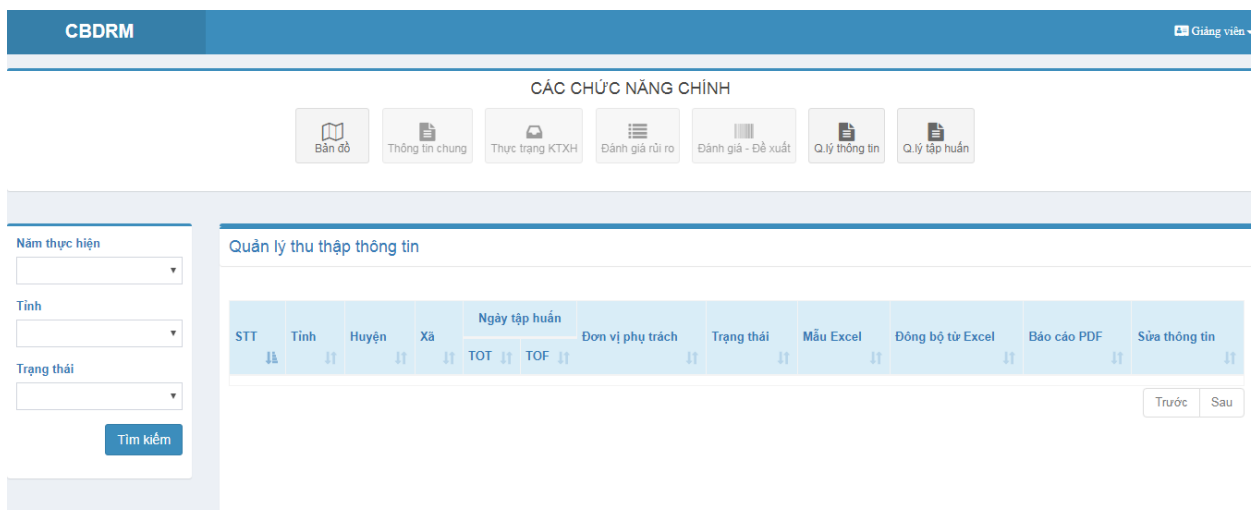 CBDRM
Giảng viên
CÁC CHỨC NĂNG CHÍNH
Bản đồ
Thông tin chung
Thực trạng KTXH
Đánh giá rủi ro
Đánh giá - Đề xuất
Q.lý thông tin
Q.lý tập huấn
Năm thực hiện
Tỉnh
Trạng thái
Tìm kiếm
Quản lý thu thập thông tin
STT Tỉnh Huyện Xã Ngày tập huấn Đơn vị phụ trách Trạng thái Mẫu Excel Đồng bộ từ Excel Báo cáo PDF Sửa thông tin
TOT TOF
Trước Sau